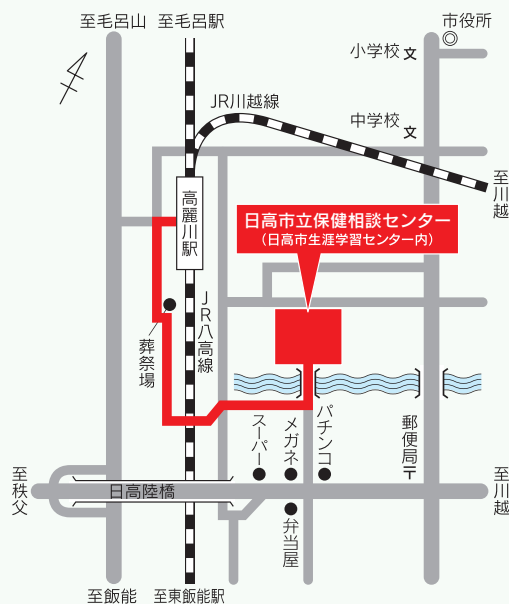 至毛呂山
至毛呂駅
市役所
小学校
文
JR川越線
中学校
文
至川越
高麗川駅
日高市立保健相談センター
（日高市生涯学習センター内）
JR八高線
葬祭場
スーパー
メガネ
パチンコ
郵便局
〒
至秩父
日高陸橋
至川越
弁当屋
至飯能
至東飯能駅